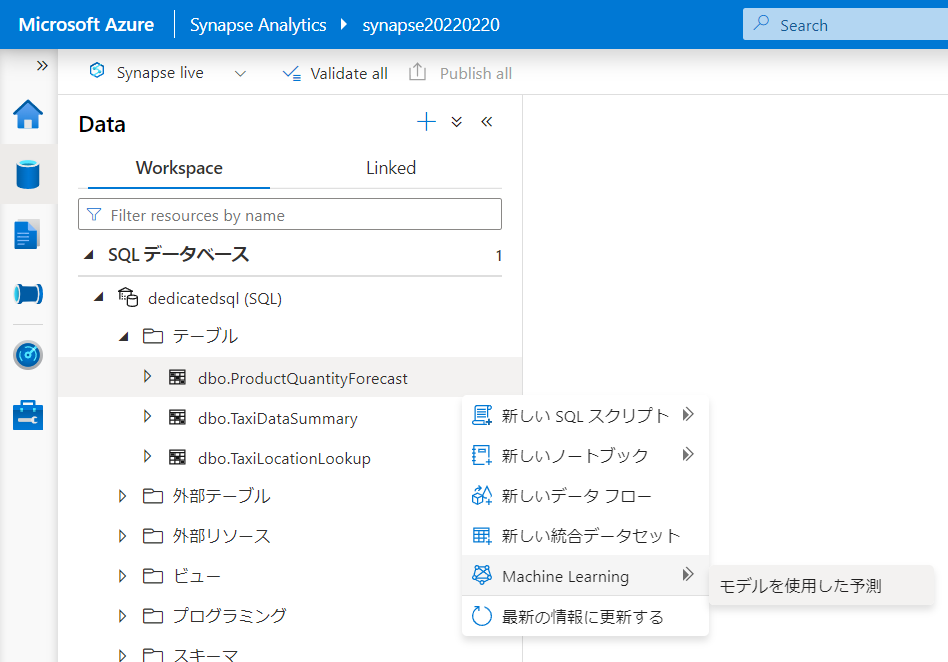 Microsoft Azure | Synapse Analytics ▸ synapse20220220 Search
Synapse live Validate all Publish all
Data
Workspace Linked
Filter resources by name
SQL データベース 1
dedicatedsql (SQL)
テーブル
dbo.ProductQuantityForecast
dbo.TaxiDataSummary
dbo.TaxiLocationLookup
外部テーブル
外部リソース
ビュー
プログラミング
スキーマ
新しい SQL スクリプト
新しいノートブック
新しいデータ フロー
新しい統合データセット
Machine Learning
最新の情報に更新する
モデルを使用した予測